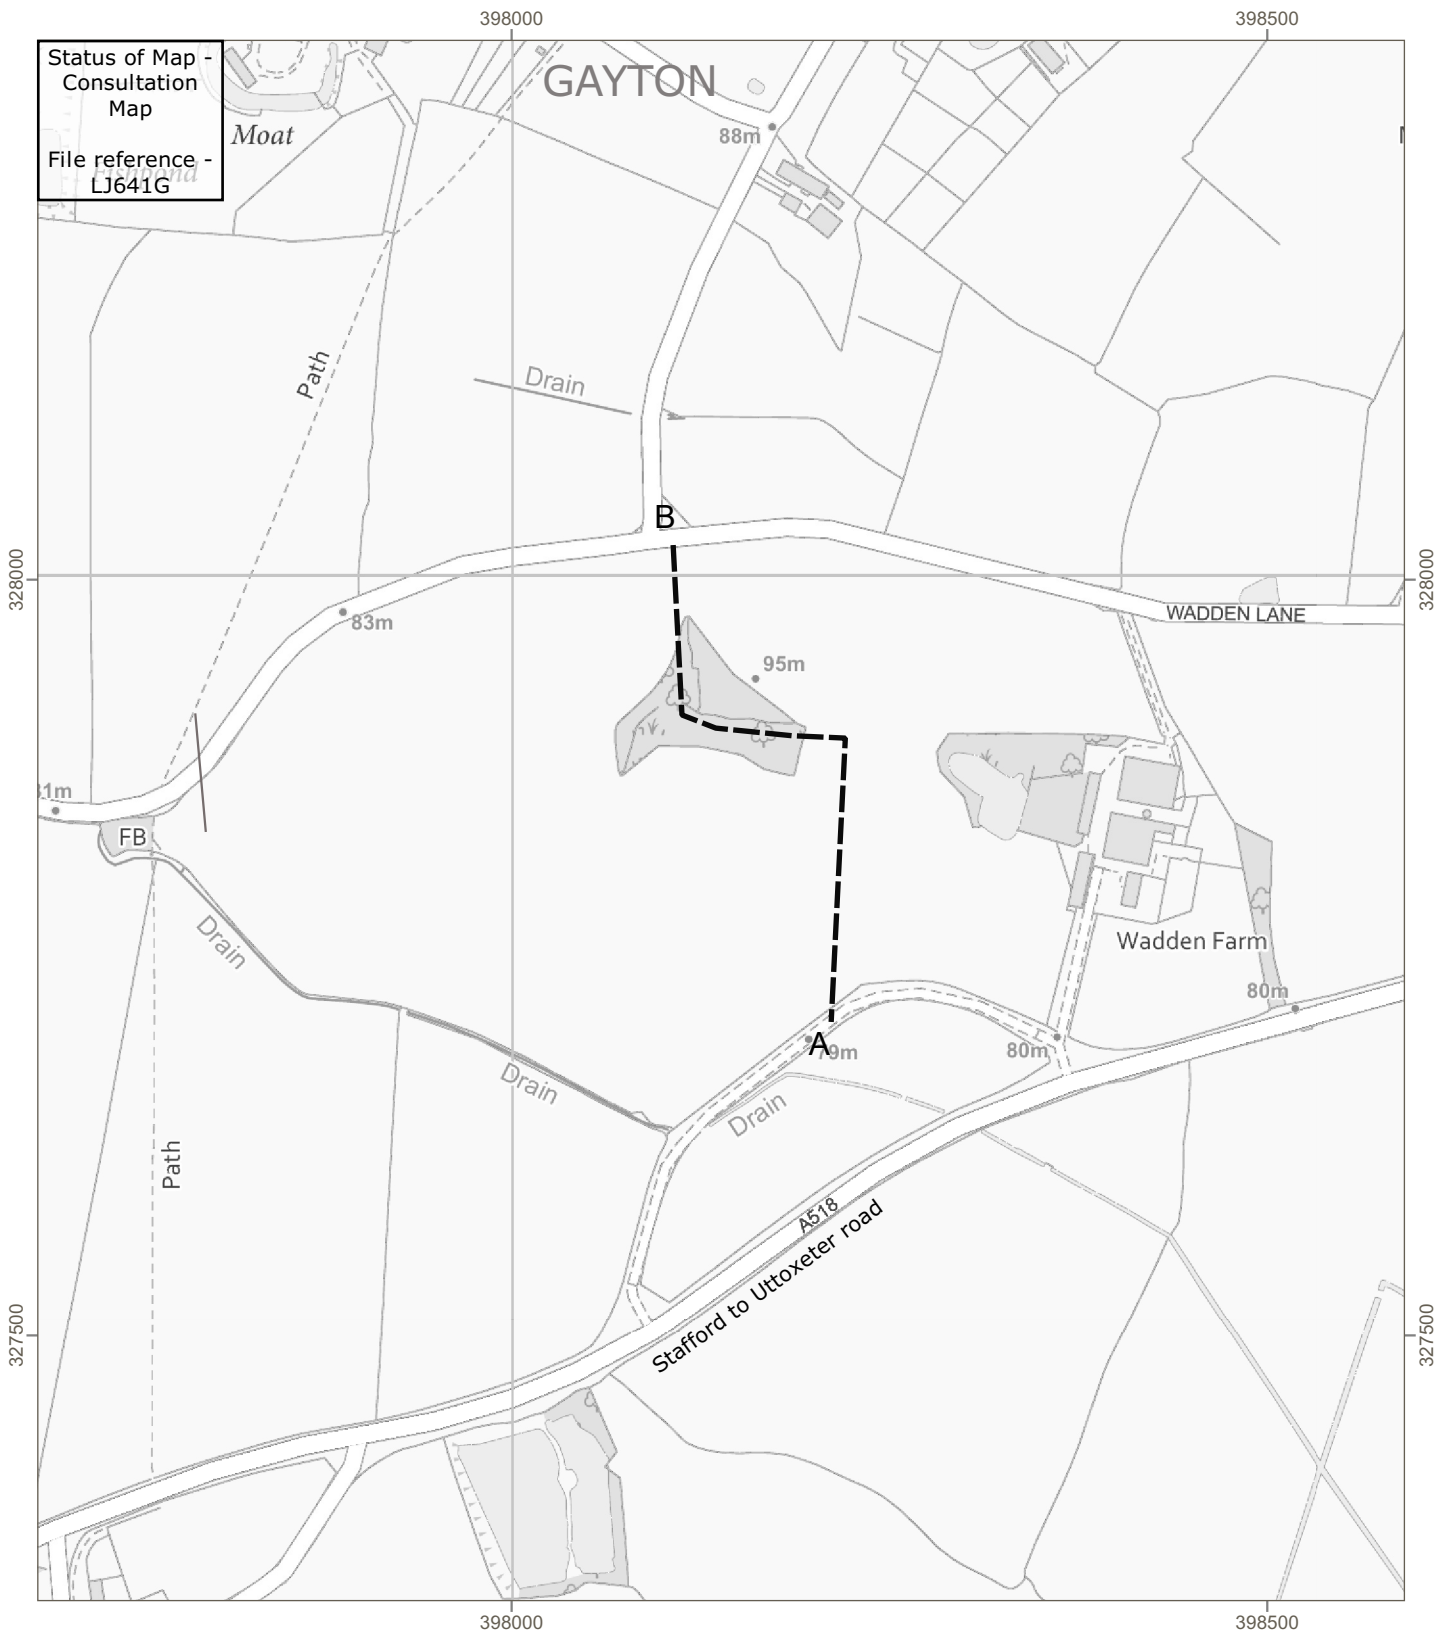 398000
398500
Status of Map -
Consultation
Map
File reference -
LJ641G
Fishpond
Moat
GAYTON
88m
Path
Drain
B
328000
328000
83m
WADDEN LANE
95m
FB
Drain
Wadden Farm
80m
A
79m
80m
Drain
Drain
Path
A518
Stafford to Uttoxeter road
327500
327500
398000
398500